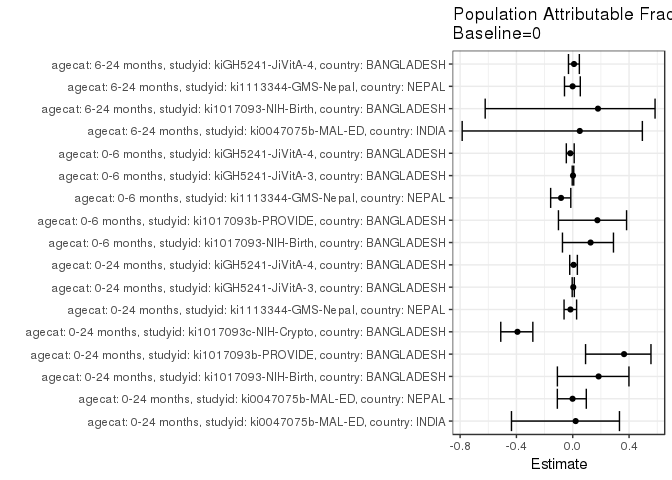 Population Attributable Frac
Baseline=0
agecat: 6-24 months, studyid: kiGH5241-JiVitA-4, country: BANGLADESH
agecat: 6-24 months, studyid: ki1113344-GMS-Nepal, country: NEPAL
agecat: 6-24 months, studyid: ki1017093-NIH-Birth, country: BANGLADESH
agecat: 6-24 months, studyid: ki0047075b-MAL-ED, country: INDIA
agecat: 0-6 months, studyid: kiGH5241-JiVitA-4, country: BANGLADESH
agecat: 0-6 months, studyid: kiGH5241-JiVitA-3, country: BANGLADESH
agecat: 0-6 months, studyid: ki1113344-GMS-Nepal, country: NEPAL
agecat: 0-6 months, studyid: ki1017093b-PROVIDE, country: BANGLADESH
agecat: 0-6 months, studyid: ki1017093-NIH-Birth, country: BANGLADESH
agecat: 0-24 months, studyid: kiGH5241-JiVitA-4, country: BANGLADESH
agecat: 0-24 months, studyid: kiGH5241-JiVitA-3, country: BANGLADESH
agecat: 0-24 months, studyid: ki1113344-GMS-Nepal, country: NEPAL
agecat: 0-24 months, studyid: ki1017093c-NIH-Crypto, country: BANGLADESH
agecat: 0-24 months, studyid: ki1017093b-PROVIDE, country: BANGLADESH
agecat: 0-24 months, studyid: ki1017093-NIH-Birth, country: BANGLADESH
agecat: 0-24 months, studyid: ki0047075b-MAL-ED, country: NEPAL
agecat: 0-24 months, studyid: ki0047075b-MAL-ED, country: INDIA
-0.8 -0.4 0.0 0.4
Estimate